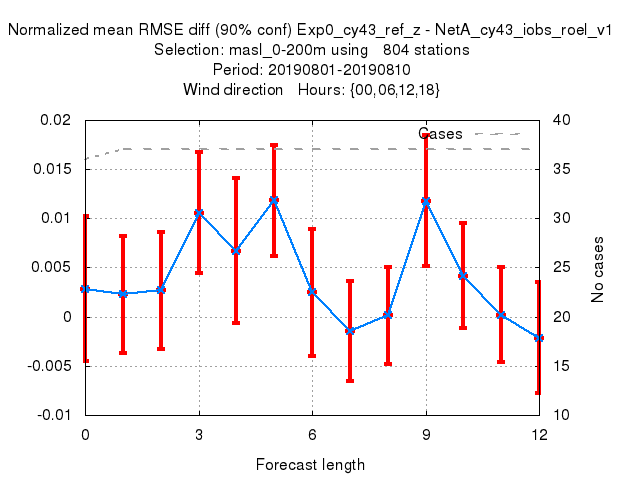 Normalized mean RMSE diff (90% conf) Exp0_cy43_ref_z - NetA_cy43_iobs_roel_v1
Selection: masl_0-200m using 804 stations
Period: 20190801-20190810
Wind direction Hours: {00,06,12,18}
0.02
0.015
0.01
0.005
0
-0.005
-0.01
40
35
30
25
20
15
10
Cases
No cases
0 3 6 9 12
Forecast length